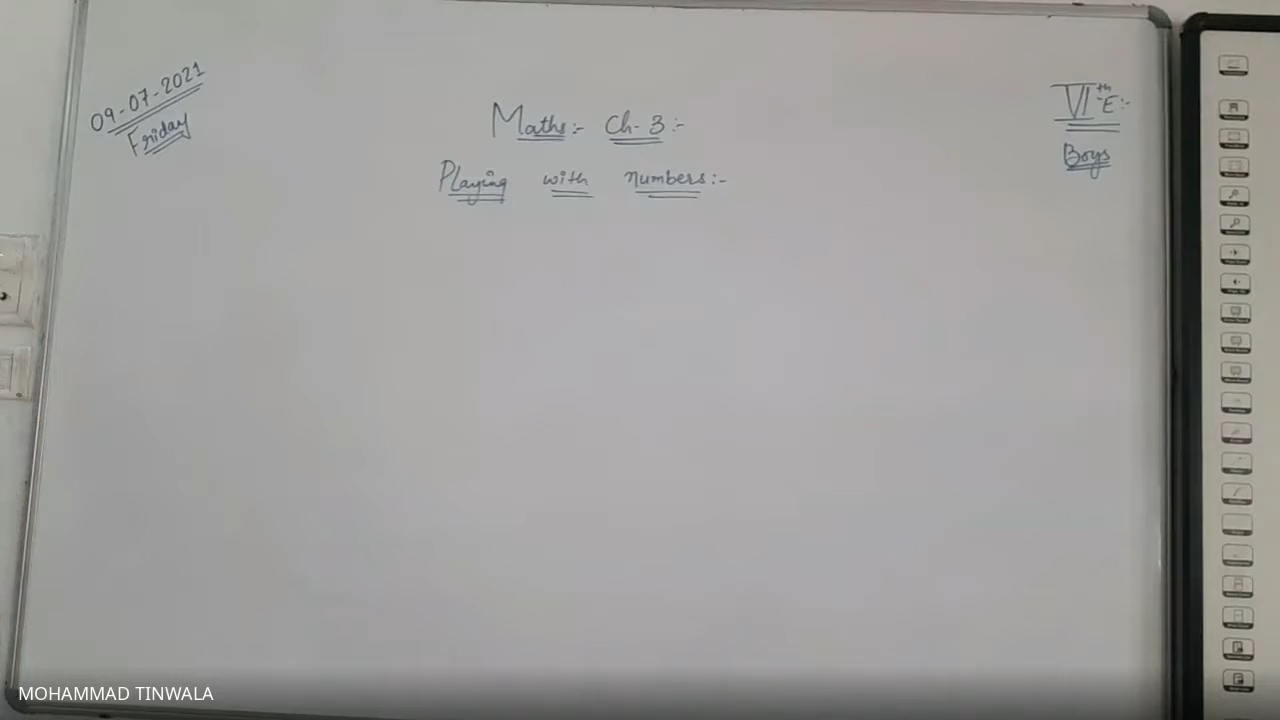 09-07-2021
Friday
Maths:- Ch-3:-
Playing with numbers:-
VIth-E:-
Boys
MOHAMMAD TINWALA